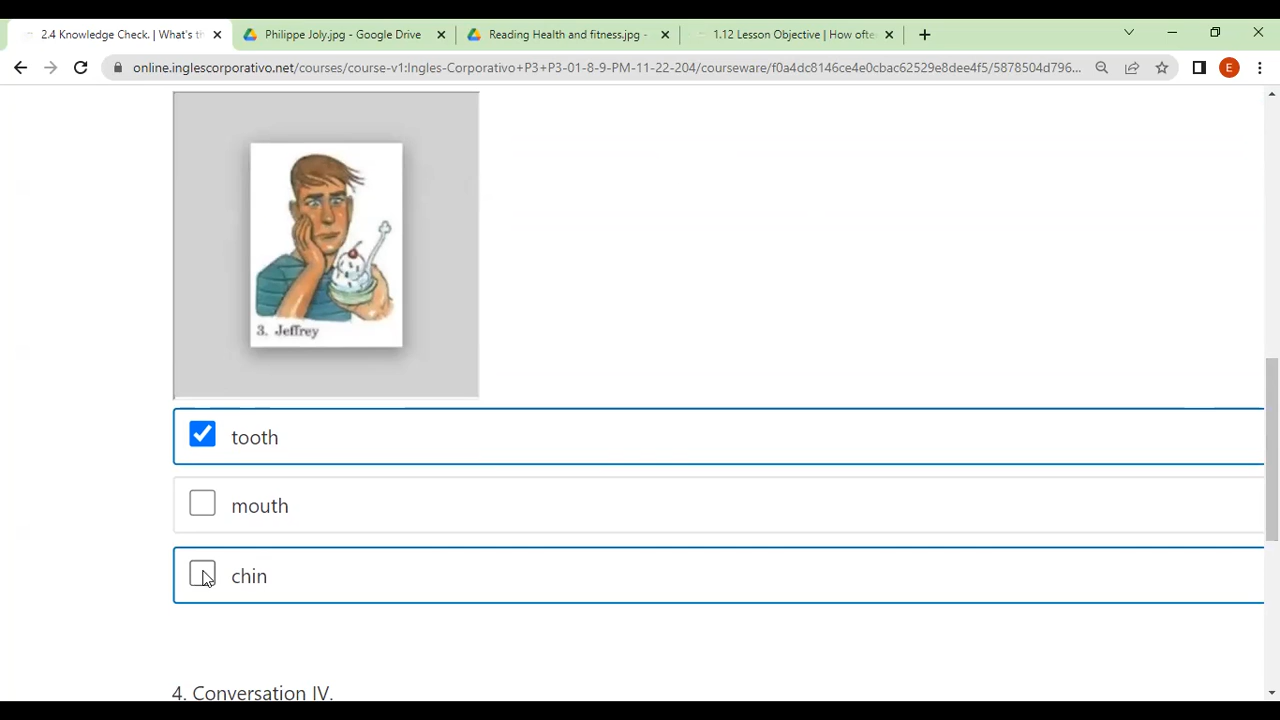 2.4 Knowledge Check. | What's th
Philippe Joly.jpg - Google Drive
Reading Health and fitness.jpg -
1.12 Lesson Objective | How ofte
online.inglescorporativo.net/courses/course-v1:Ingles-Corporativo+P3+P3-01-8-9-PM-11-22-204/courseware/f0a4dc8146ce4e0cbac62529e8dee4f5/5878504d796...
E
3. Jeffrey
tooth
mouth
chin
4. Conversation IV.